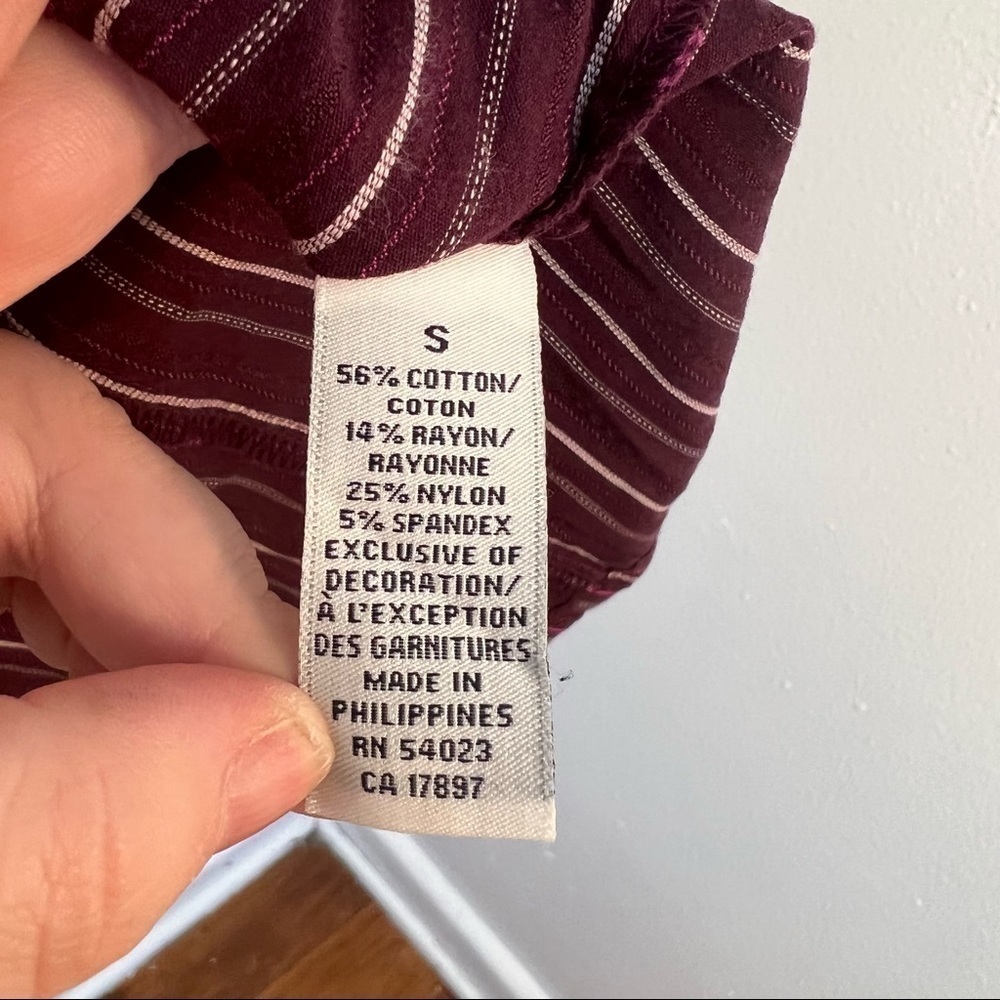 S
56% COTTON/
COTON
14% RAYON/
RAYONNE
25% NYLON
5% SPANDEX
EXCLUSIVE OF
DECORATION/
À L'EXCEPTION
DES GARNITURES
MADE IN
PHILIPPINES
RN 54023
CA 17897